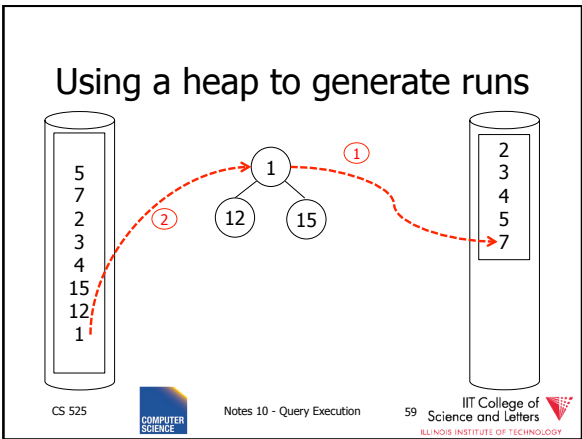 Using a heap to generate runs
5
7
2
3
4
15
12
1
2
1
12
15
1
2
3
4
5
7
CS 525
COMPUTER
SCIENCE
Notes 10 - Query Execution
59
IIT College of
Science and Letters
ILLINOIS INSTITUTE OF TECHNOLOGY